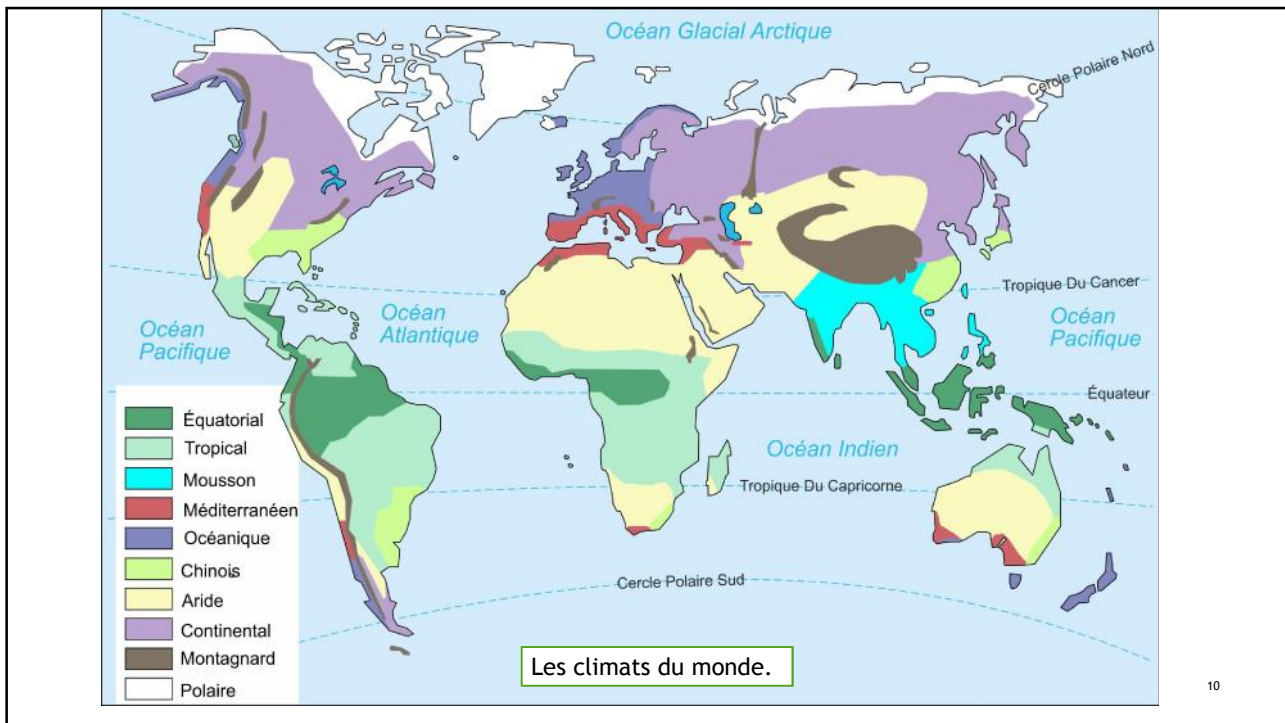 Océan Glacial Arctique
Cercle Polaire Nord
Tropique Du Cancer
Océan
Pacifique
Océan
Atlantique
Océan
Pacifique
Équateur
Océan Indien
Tropique Du Capricorne
Cercle Polaire Sud
Équatorial
Tropical
Mousson
Méditerranéen
Océanique
Chinois
Aride
Continental
Montagnard
Polaire
Les climats du monde.
10